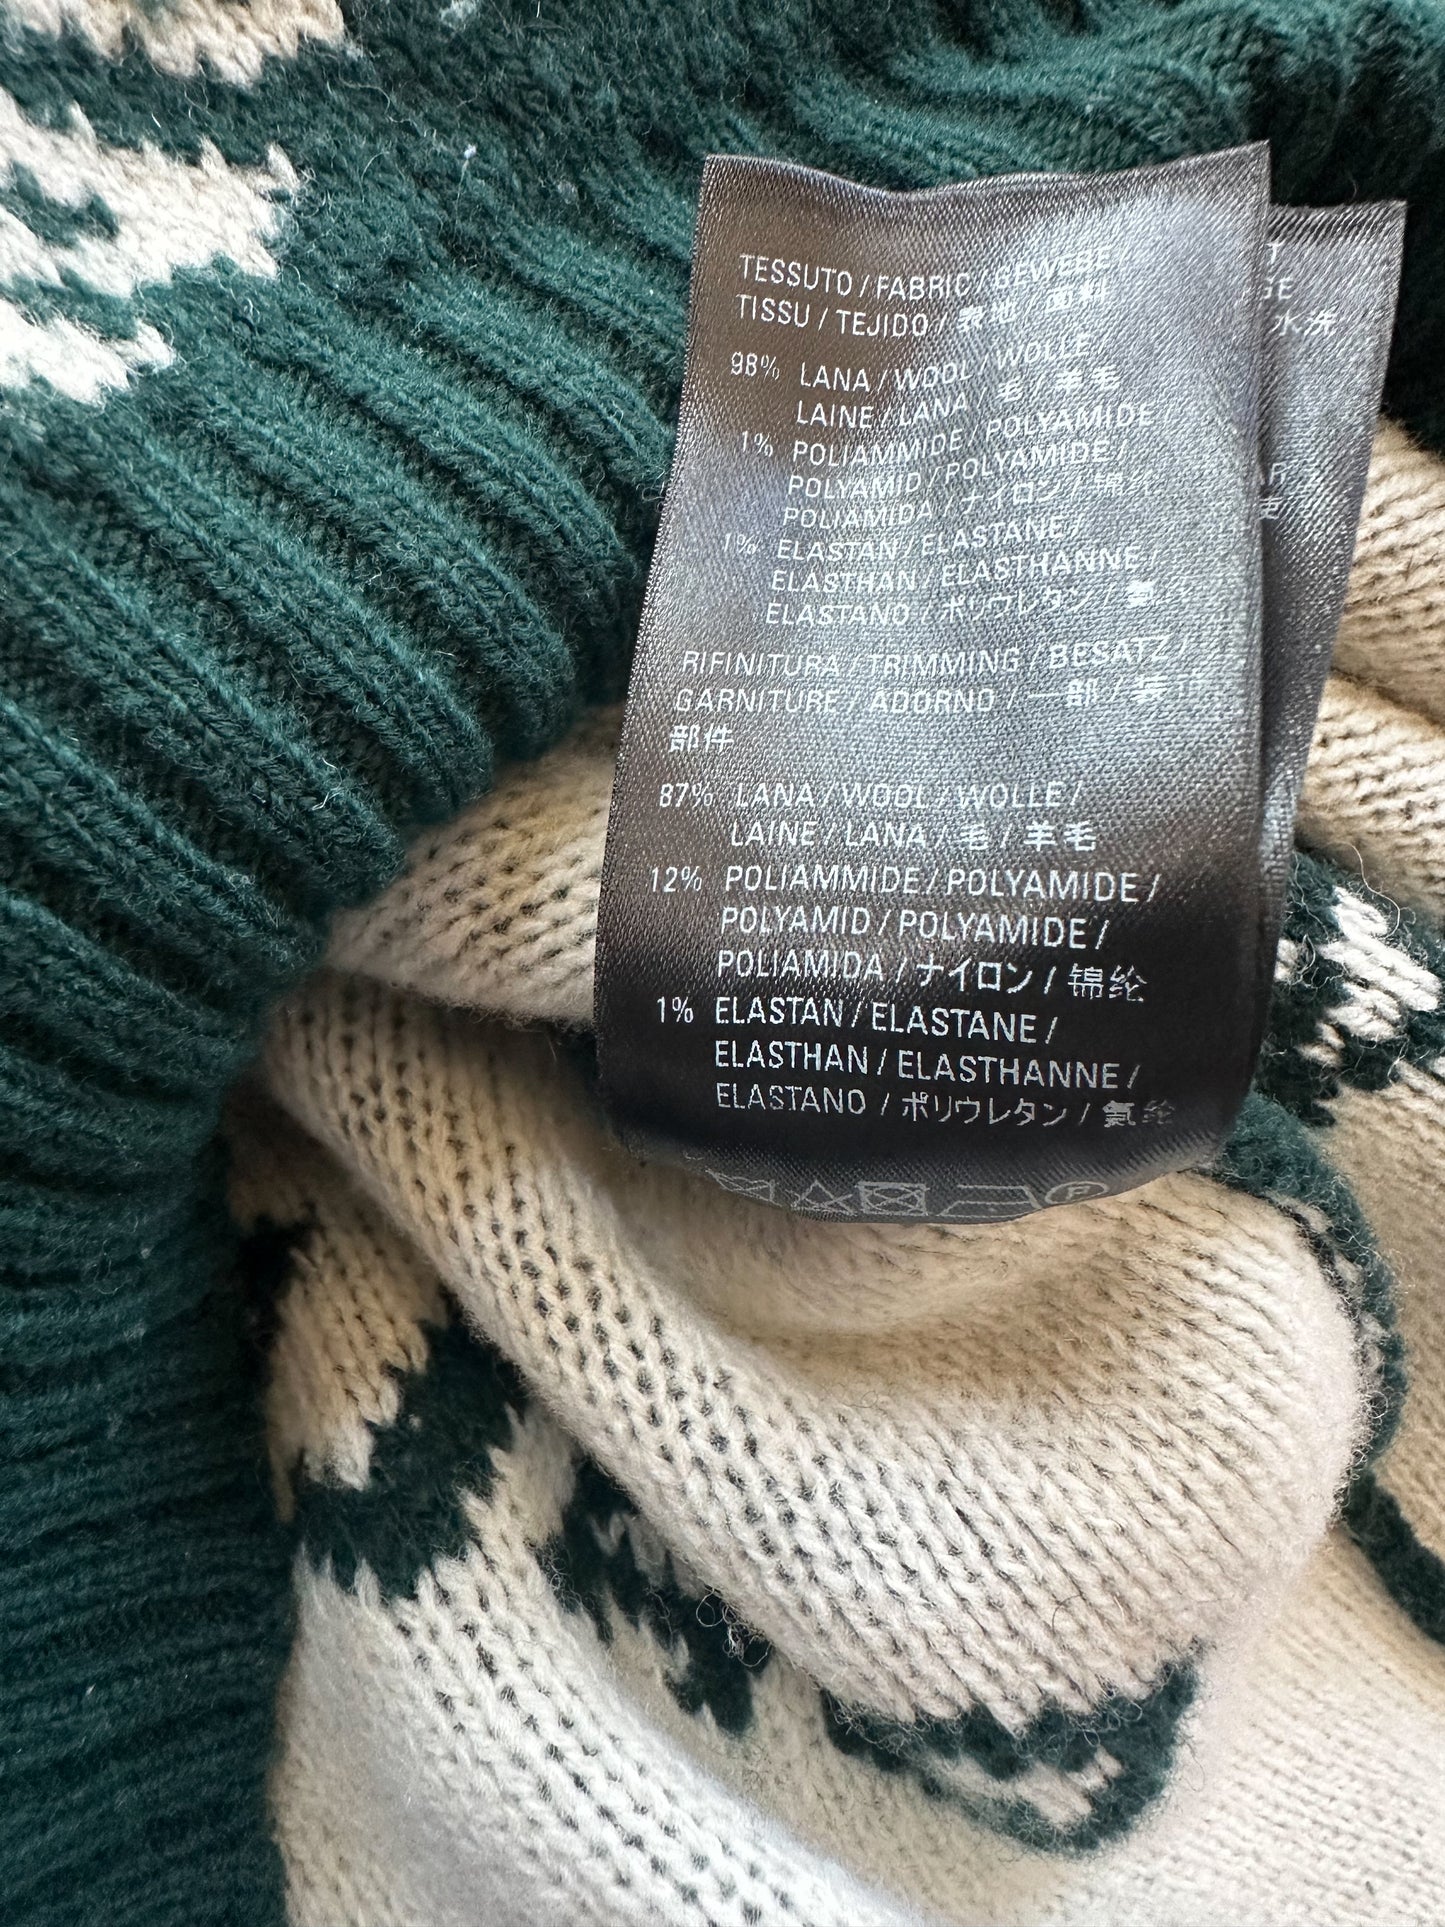 TESSUTO / FABRIC / GEWEBE
TISSU / TEJIDO / 表地 / 面料
98% LANA / WOOL / WOLLE /
LAINE / LANA / 毛 / 羊毛
1% POLIAMMIDE / POLYAMIDE
POLYAMID / POLYAMIDE /
POLIAMIDA / ナイロン / 锦纶
1% ELASTAN / ELASTANE /
ELASTHAN / ELASTHANNE /
ELASTANO / ポリウレタン / 氨纶
RIFINITURA / TRIMMING / BESATZ /
GARNITURE / ADORNO / 一部 / 装饰
部件
87% LANA / WOOL / WOLLE /
LAINE / LANA / 毛 / 羊毛
12% POLIAMMIDE / POLYAMIDE /
POLYAMID / POLYAMIDE /
POLIAMIDA / ナイロン / 锦纶
1% ELASTAN / ELASTANE /
ELASTHAN / ELASTHANNE /
ELASTANO / ポリウレタン / 氨纶
P
水洗